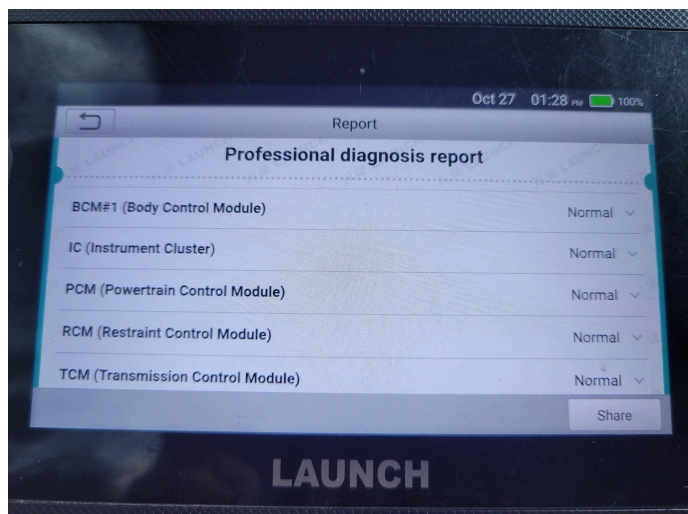 Oct 27 01:28 PM 100%
Report
Professional diagnosis report
BCM#1 (Body Control Module) Normal
IC (Instrument Cluster) Normal
PCM (Powertrain Control Module) Normal
RCM (Restraint Control Module) Normal
TCM (Transmission Control Module) Normal
Share
LAUNCH